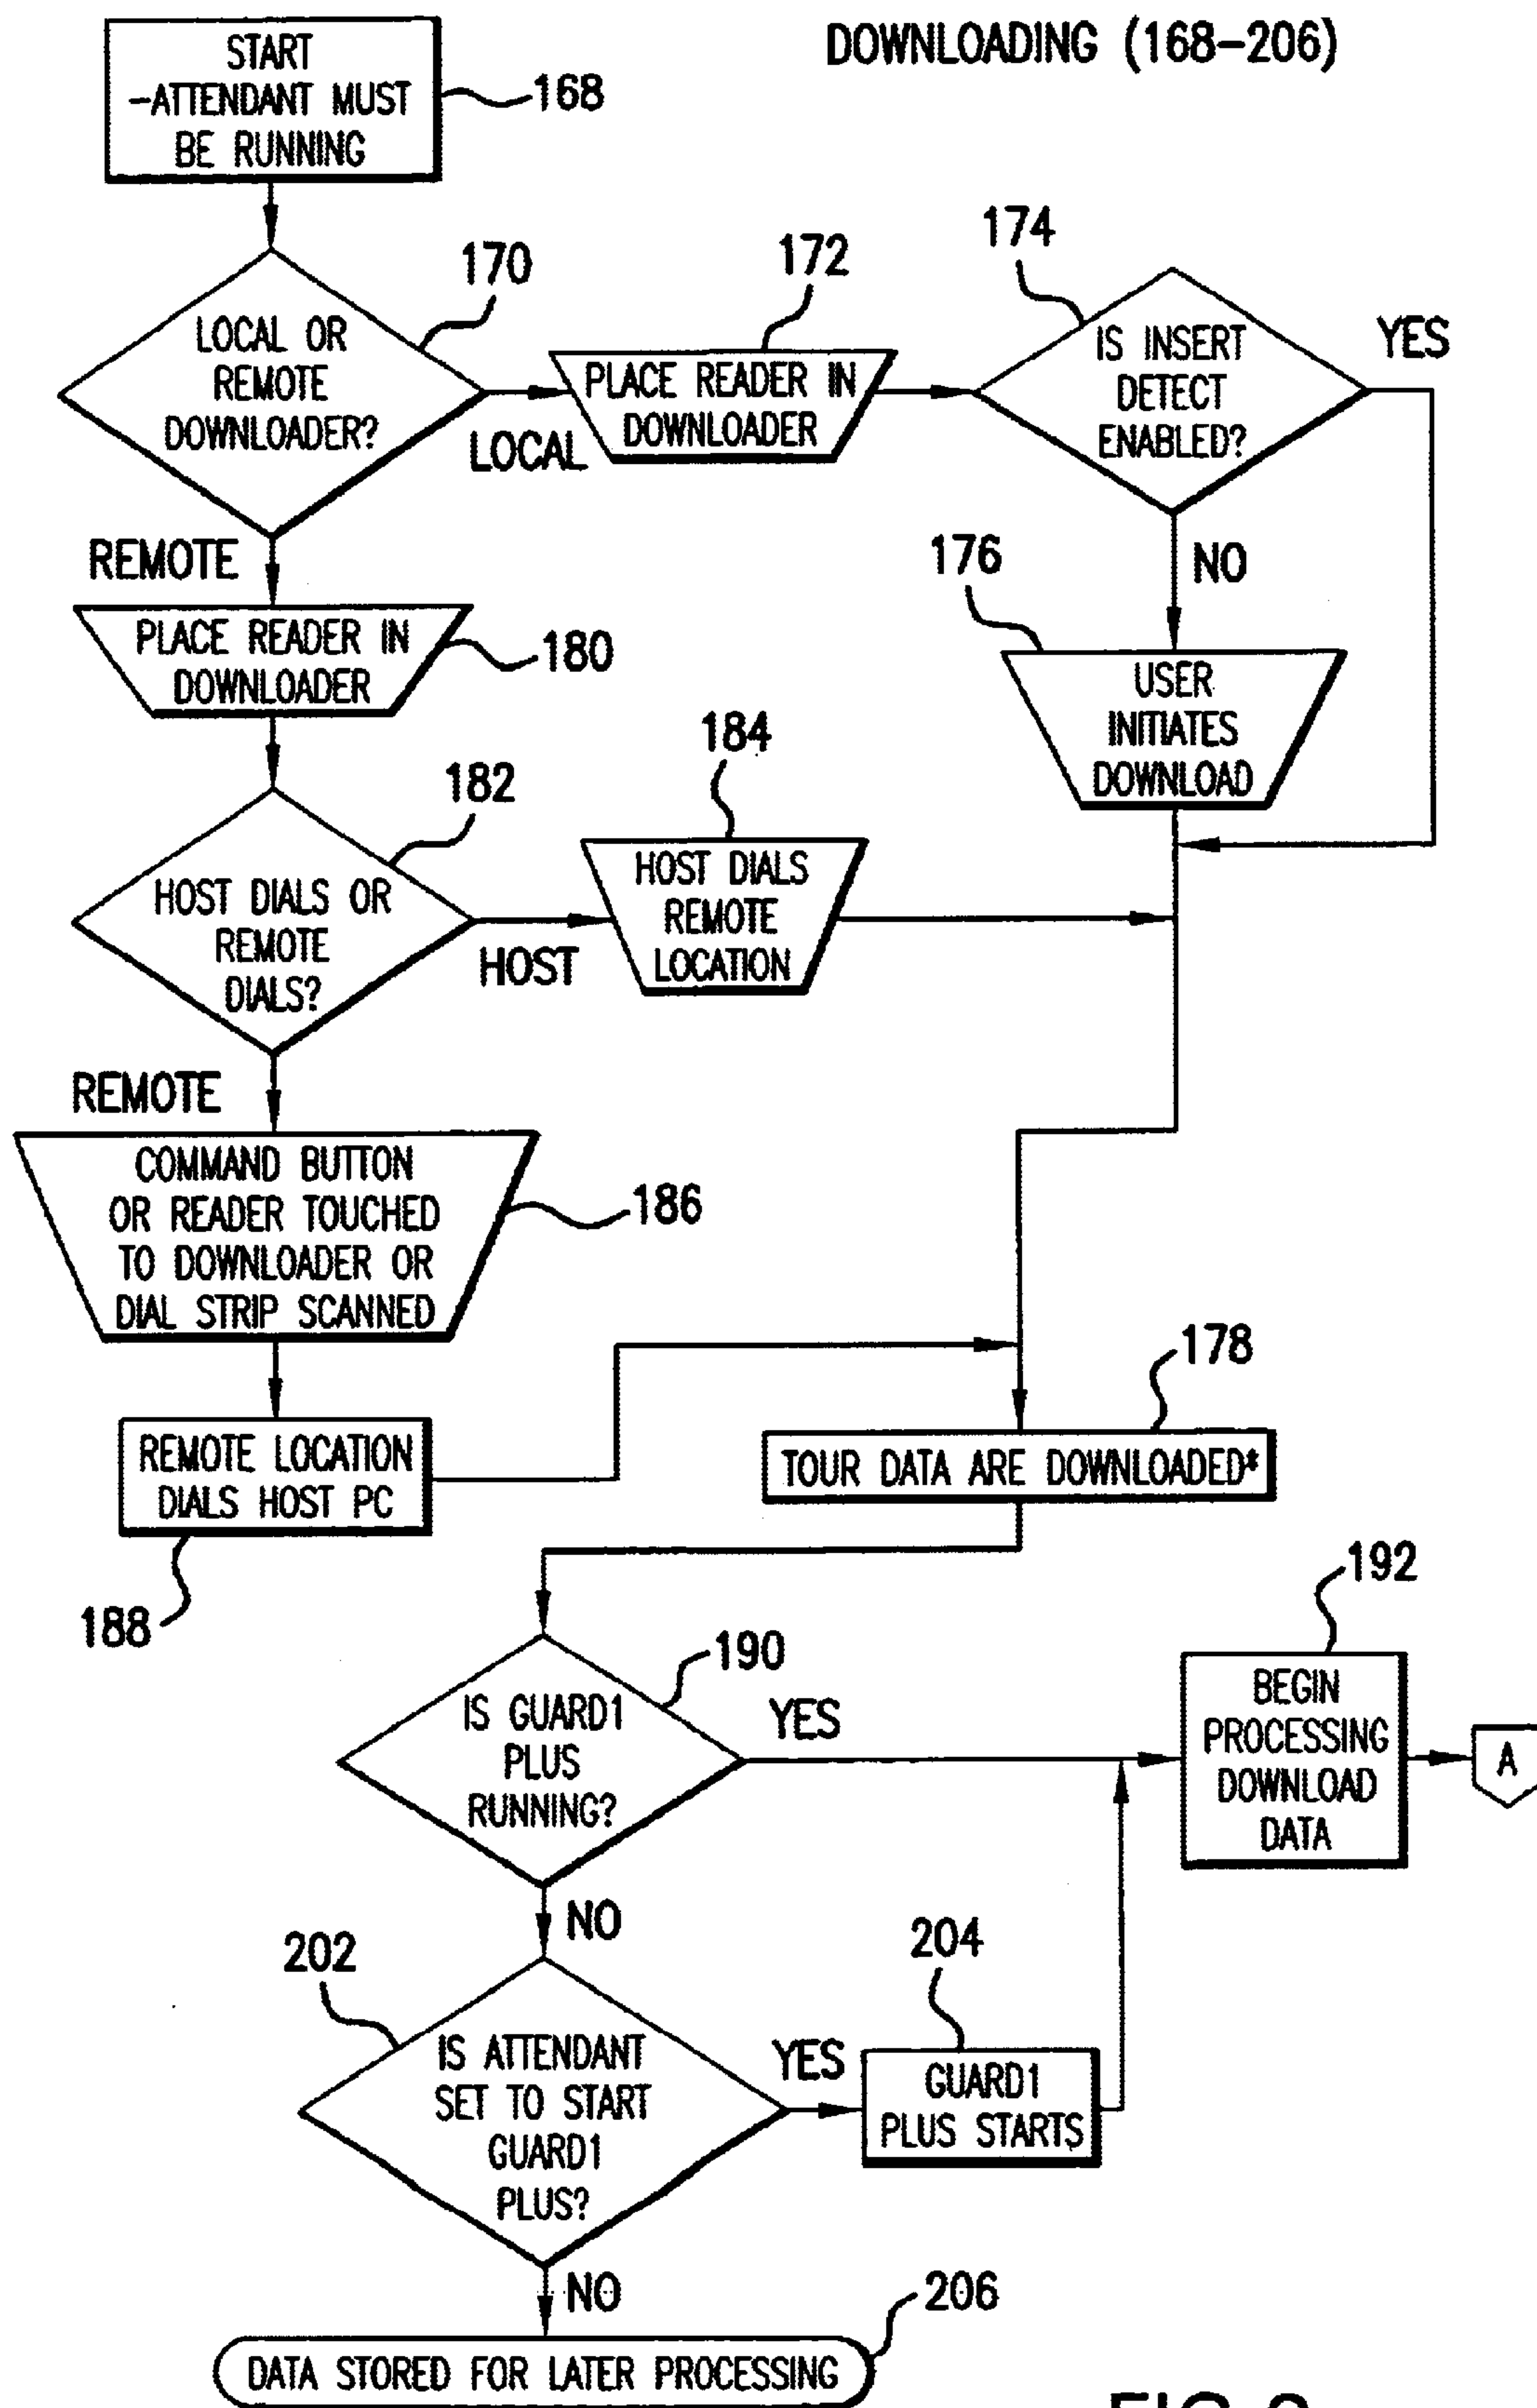 DOWNLOADING (168-206)
START
-ATTENDANT MUST
BE RUNNING
168
LOCAL OR
REMOTE
DOWNLOADER?
170
LOCAL
PLACE READER IN
DOWNLOADER
172
IS INSERT
DETECT
ENABLED?
174
YES
NO
USER
INITIATES
DOWNLOAD
176
REMOTE
PLACE READER IN
DOWNLOADER
180
HOST DIALS OR
REMOTE
DIALS?
182
HOST
HOST DIALS
REMOTE
LOCATION
184
REMOTE
COMMAND BUTTON
OR READER TOUCHED
TO DOWNLOADER OR
DIAL STRIP SCANNED
186
REMOTE LOCATION
DIALS HOST PC
188
TOUR DATA ARE DOWNLOADED*
178
IS GUARD1
PLUS
RUNNING?
190
YES
BEGIN
PROCESSING
DOWNLOAD
DATA
192
A
NO
IS ATTENDANT
SET TO START
GUARD1
PLUS?
202
YES
GUARD1
PLUS STARTS
204
NO
DATA STORED FOR LATER PROCESSING
206